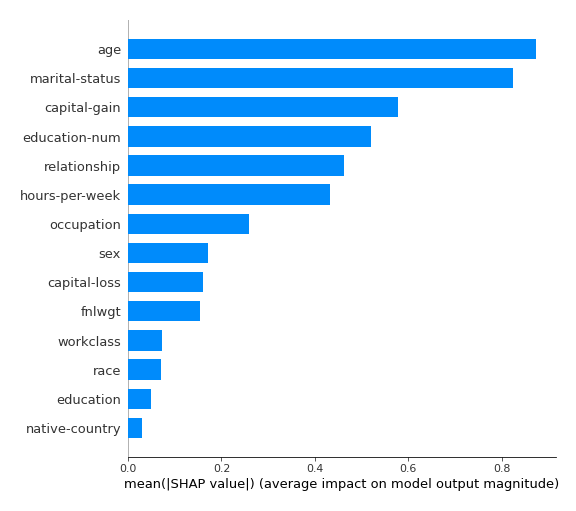 age
marital-status
capital-gain
education-num
relationship
hours-per-week
occupation
sex
capital-loss
fnlwgt
workclass
race
education
native-country
0.0 0.2 0.4 0.6 0.8
mean(|SHAP value|) (average impact on model output magnitude)